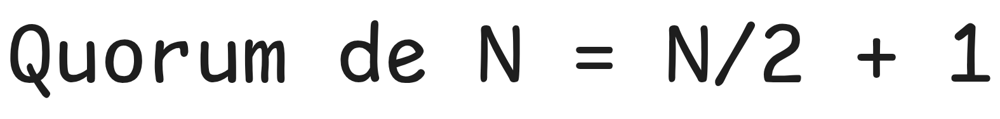 Quorum de N = N/2 + 1